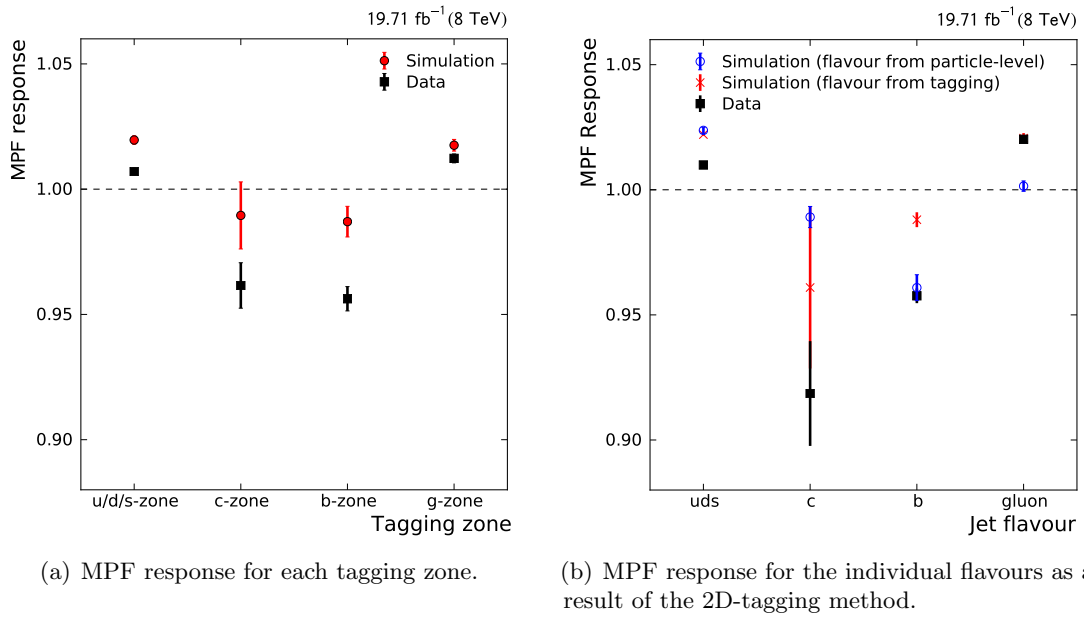 19.71 fb⁻¹(8 TeV)
MPF response
1.05
1.00
0.95
0.90
Simulation
Data
u/d/s-zone c-zone b-zone g-zone
Tagging zone
(a) MPF response for each tagging zone.
19.71 fb⁻¹(8 TeV)
MPF Response
1.05
1.00
0.95
0.90
Simulation (flavour from particle-level)
Simulation (flavour from tagging)
Data
uds c b gluon
Jet flavour
(b) MPF response for the individual flavours as a
result of the 2D-tagging method.